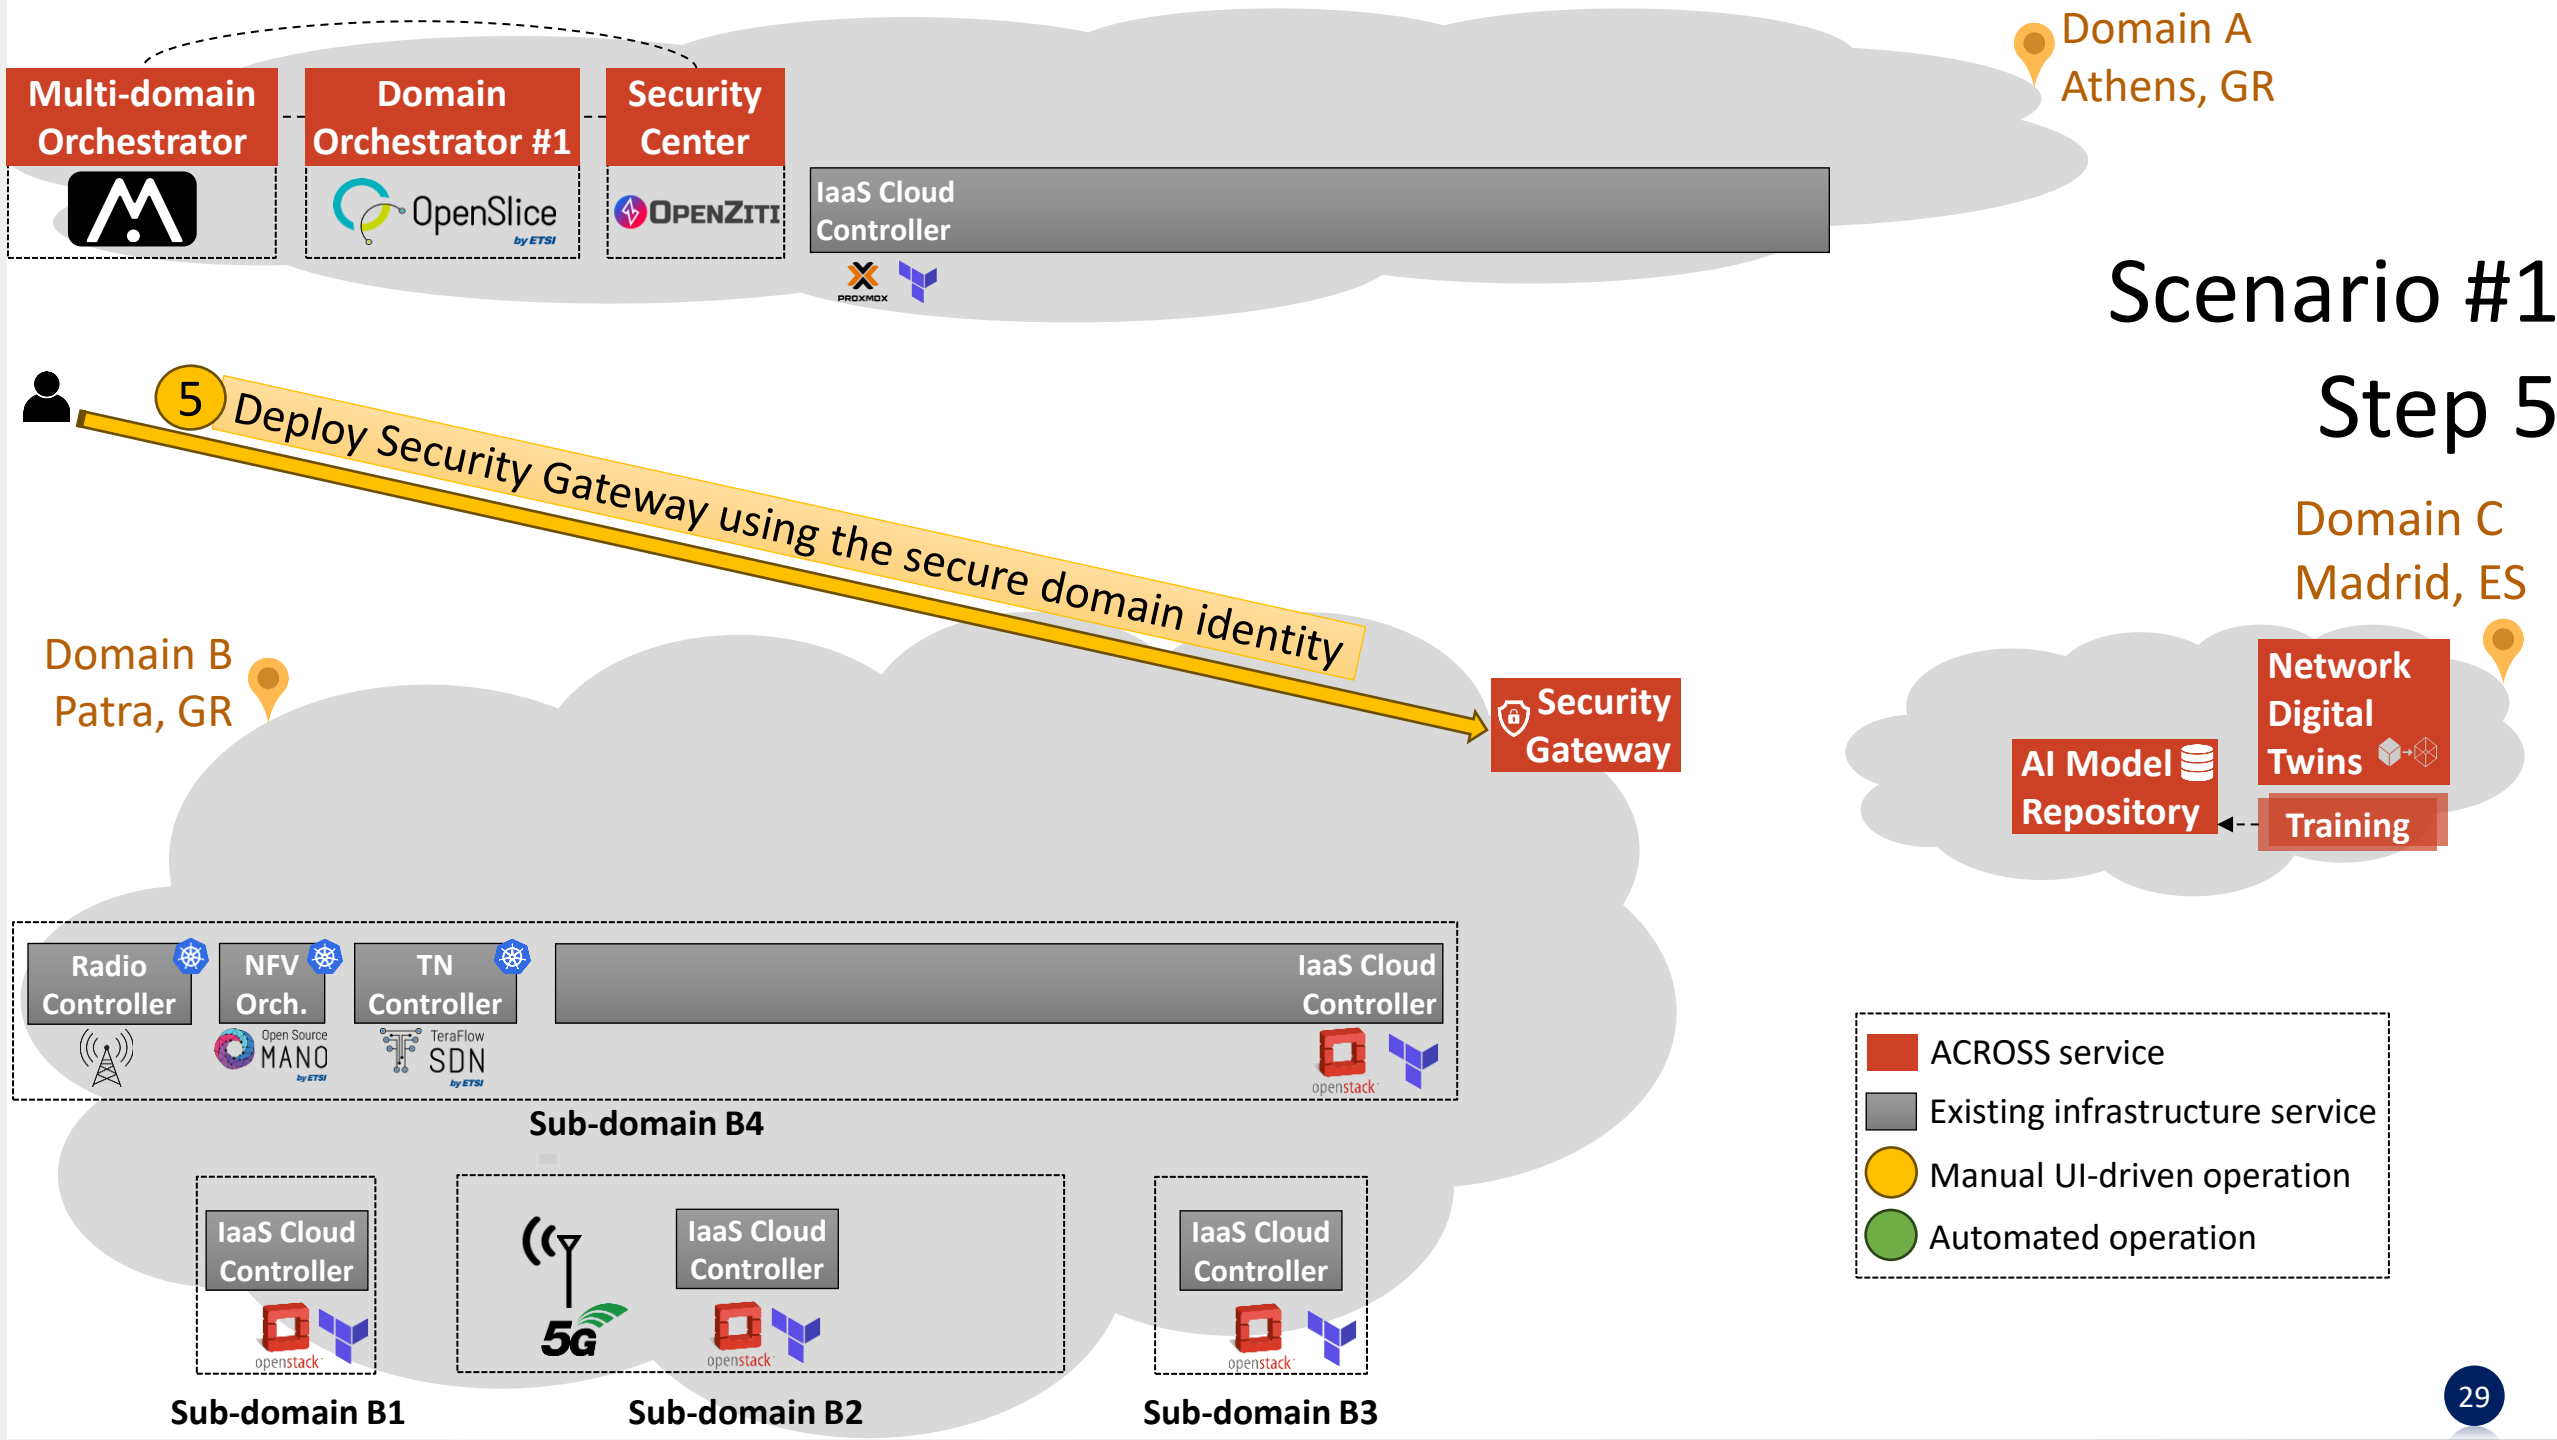 Domain A
Athens, GR
Multi-domain
Orchestrator
Domain
Orchestrator #1
Security
Center
OpenSlice
by ETSI
OPENZITI
IaaS Cloud
Controller
PROXMOX
Scenario #1
Step 5
5
Deploy Security Gateway using the secure domain identity
Domain C
Madrid, ES
Domain B
Patra, GR
Security
Gateway
Network
Digital
Twins
AI Model
Repository
Training
Radio
Controller
NFV
Orch.
TN
Controller
IaaS Cloud
Controller
Open Source
MANO
by ETSI
TeraFlow
SDN
by ETSI
openstack
Sub-domain B4
ACROSS service
Existing infrastructure service
Manual UI-driven operation
Automated operation
IaaS Cloud
Controller
openstack
5G
IaaS Cloud
Controller
openstack
IaaS Cloud
Controller
openstack
Sub-domain B1
Sub-domain B2
Sub-domain B3
29